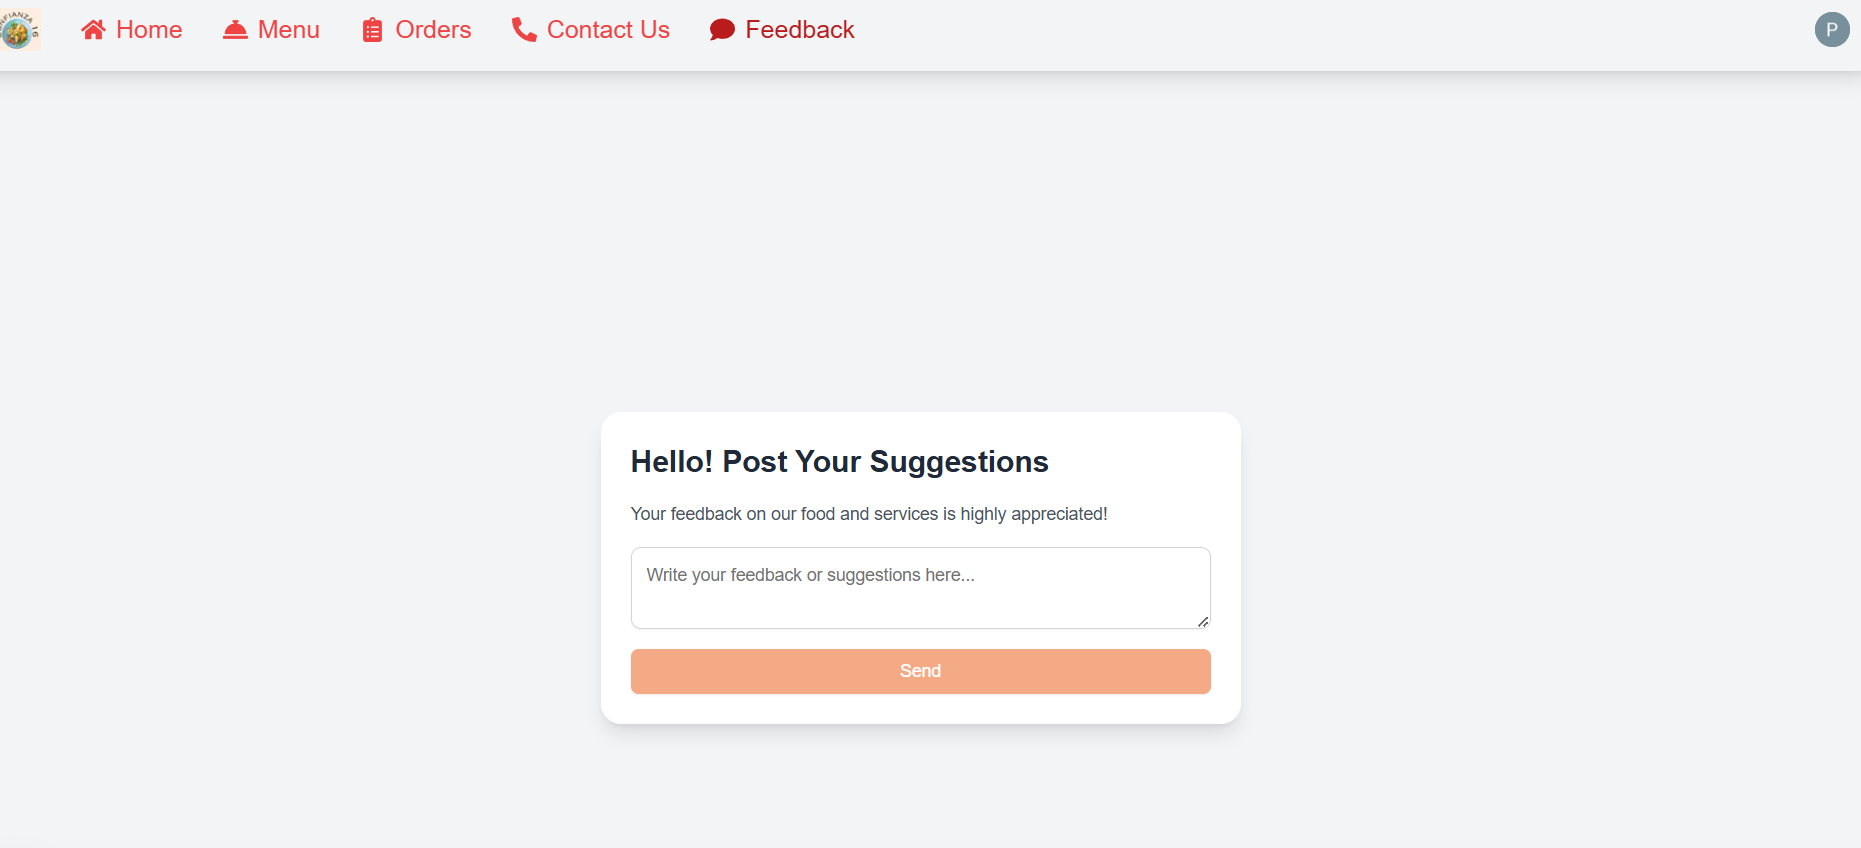 Home Menu Orders Contact Us Feedback P
Hello! Post Your Suggestions
Your feedback on our food and services is highly appreciated!
Write your feedback or suggestions here...
Send